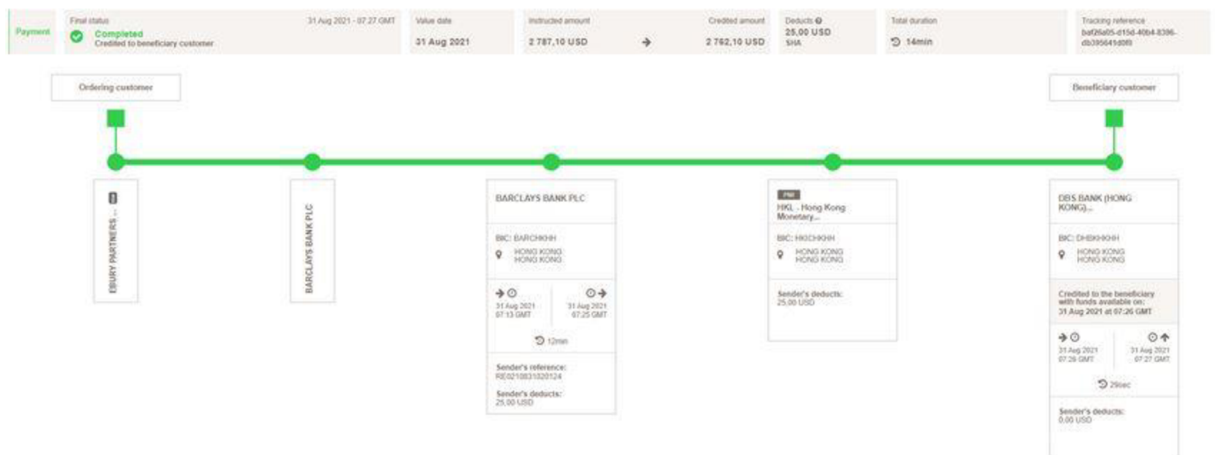 Payment
Final status
31 Aug 2021 - 07:27 GMT
Completed
Credited to beneficiary customer
Value date
31 Aug 2021
Instructed amount
2 787,10 USD
Credited amount
2 762,10 USD
Deducts
25,00 USD
SHA
Total duration
14min
Tracking reference
Ordering customer
Beneficiary customer
EBURY PARTNERS ...
BARCLAYS BANK PLC
BARCLAYS BANK PLC
BIC: BARCHKHH
HONG KONG
HONG KONG
31 Aug 2021
07:13 GMT
31 Aug 2021
07:25 GMT
12min
Sender's reference:
RE0210831020124
Sender's deducts:
25,00 USD
HKL - Hong Kong
Monetary...
BIC: HKICHKHH
HONG KONG
HONG KONG
Sender's deducts:
25,00 USD
DBS BANK (HONG
KONG)...
BIC: DHBKHKHH
HONG KONG
HONG KONG
Credited to the beneficiary
with funds available on:
31 Aug 2021 at 07:26 GMT
31 Aug 2021
07:26 GMT
31 Aug 2021
07:27 GMT
29sec
Sender's deducts:
0,00 USD